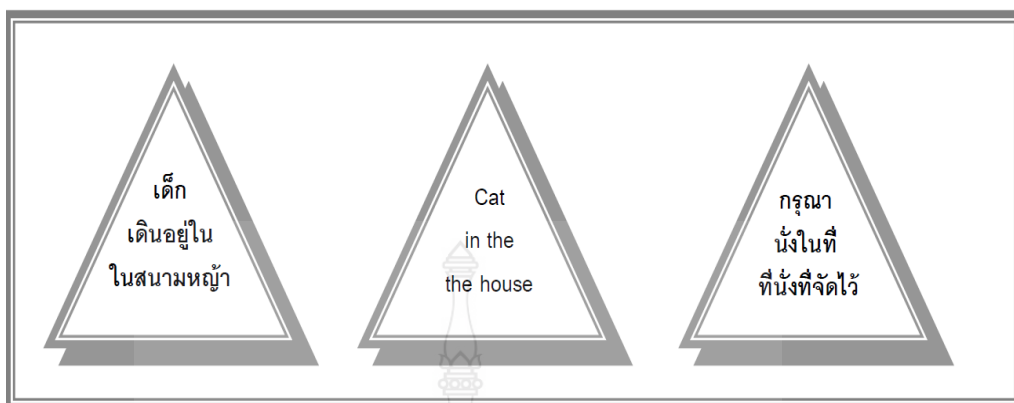 เด็ก
เดินอยู่ใน
ในสนามหญ้า
Cat
in the
the house
กรุณา
นั่งในที่
ที่นั่งที่จัดไว้